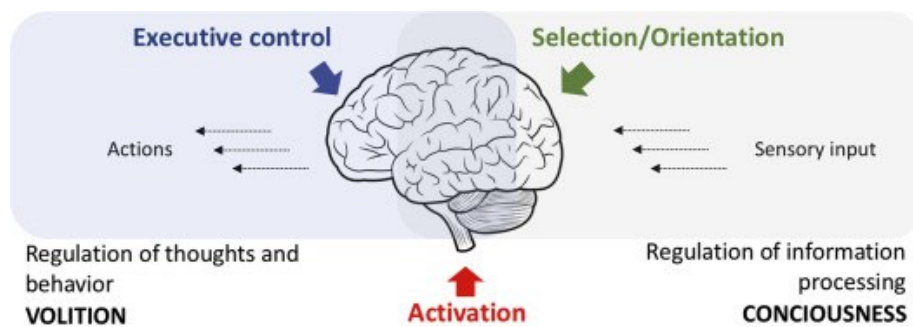 Executive control
Selection/Orientation
Actions
Sensory input
Regulation of thoughts and
behavior
VOLITION
Activation
Regulation of information
processing
CONCIOUSNESS